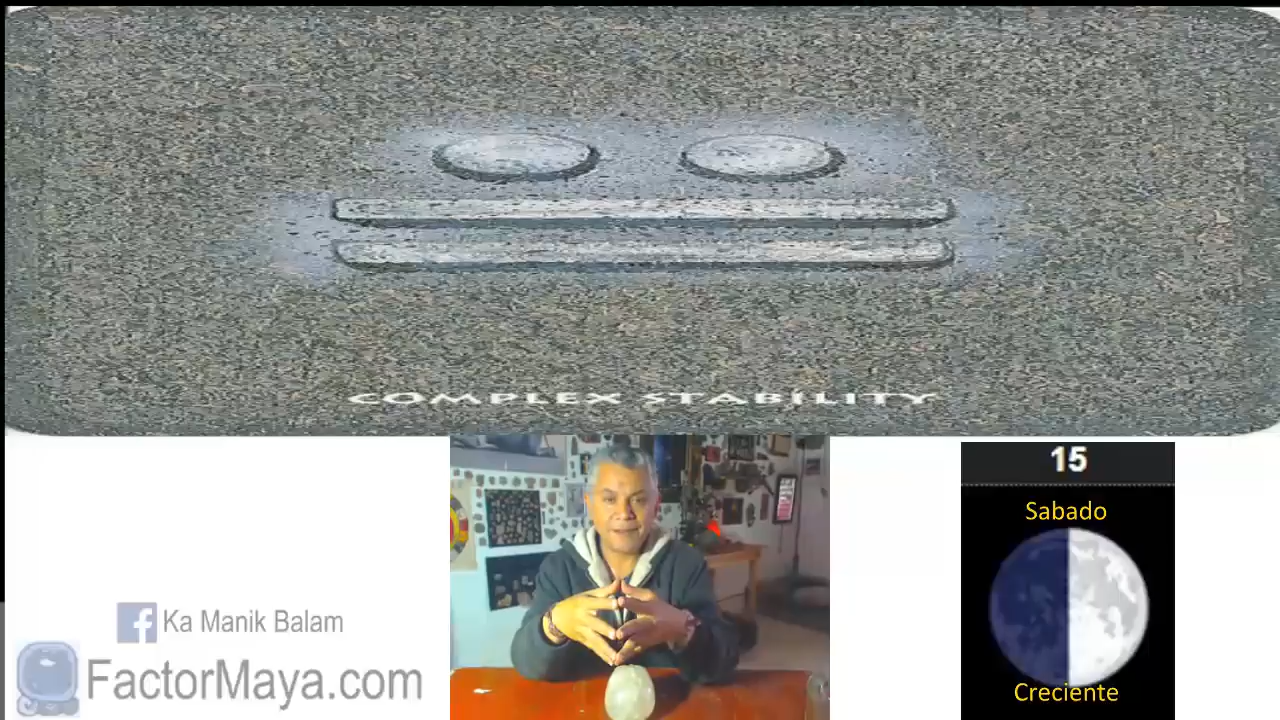 COMPLEX STABILITY
15
Sabado
Creciente
Ka Manik Balam
FactorMaya.com